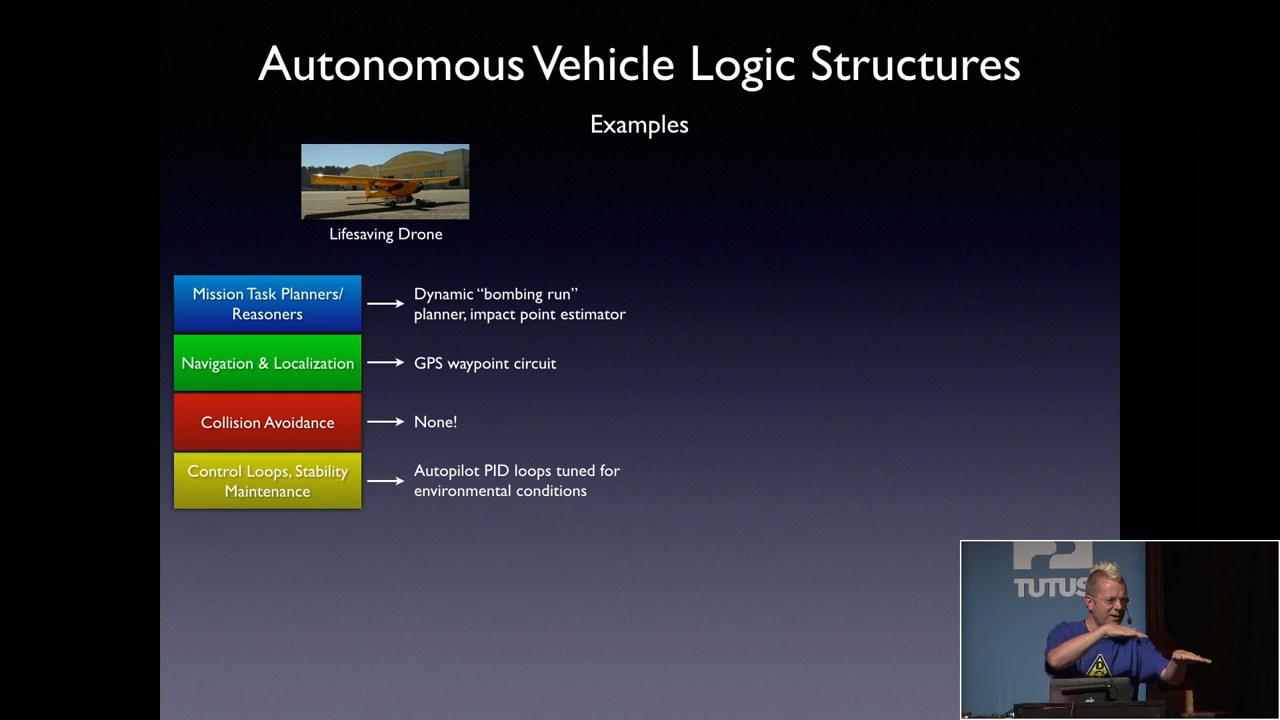 Autonomous Vehicle Logic Structures
Examples
Lifesaving Drone
Mission Task Planners/
Reasoners
Dynamic “bombing run”
planner, impact point estimator
Navigation & Localization
GPS waypoint circuit
Collision Avoidance
None!
Control Loops, Stability
Maintenance
Autopilot PID loops tuned for
environmental conditions
TUTUS